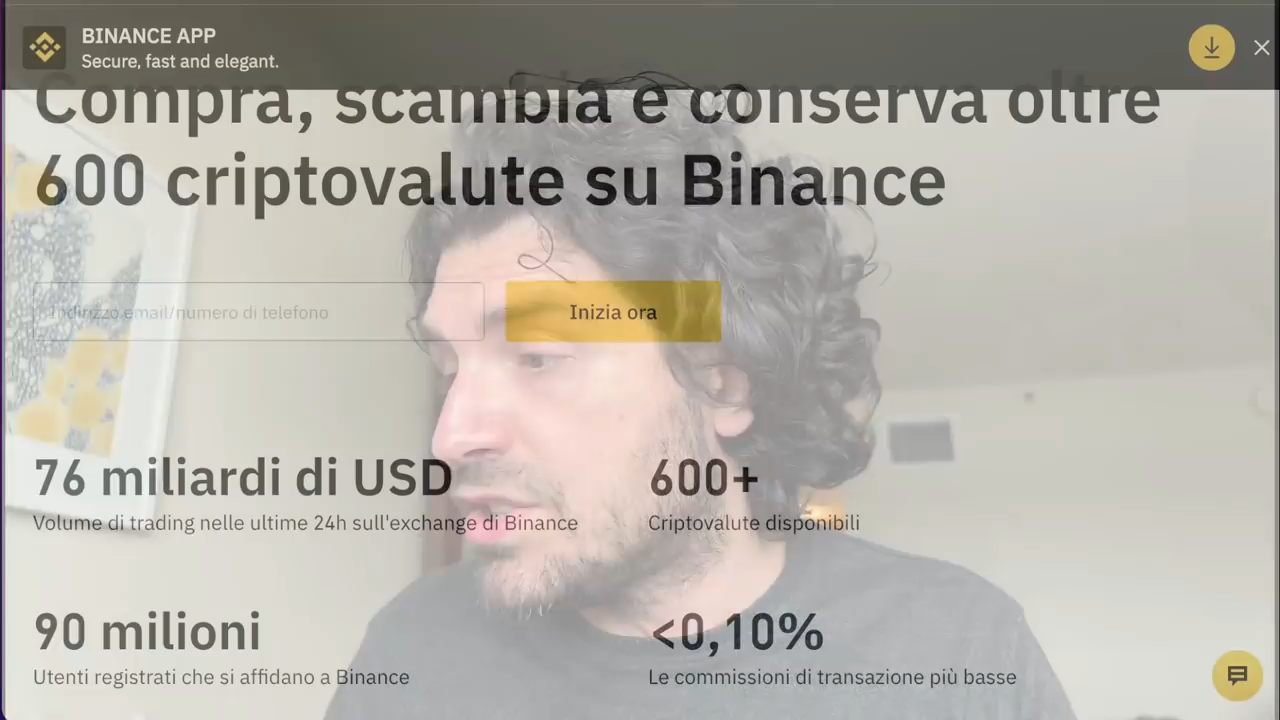 BINANCE APP
Secure, fast and elegant.
Compra, scambia e conserva oltre
600 criptovalute su Binance
Indirizzo email/numero di telefono
Inizia ora
76 miliardi di USD
Volume di trading nelle ultime 24h sull'exchange di Binance
600+
Criptovalute disponibili
90 milioni
Utenti registrati che si affidano a Binance
<0,10%
Le commissioni di transazione più basse